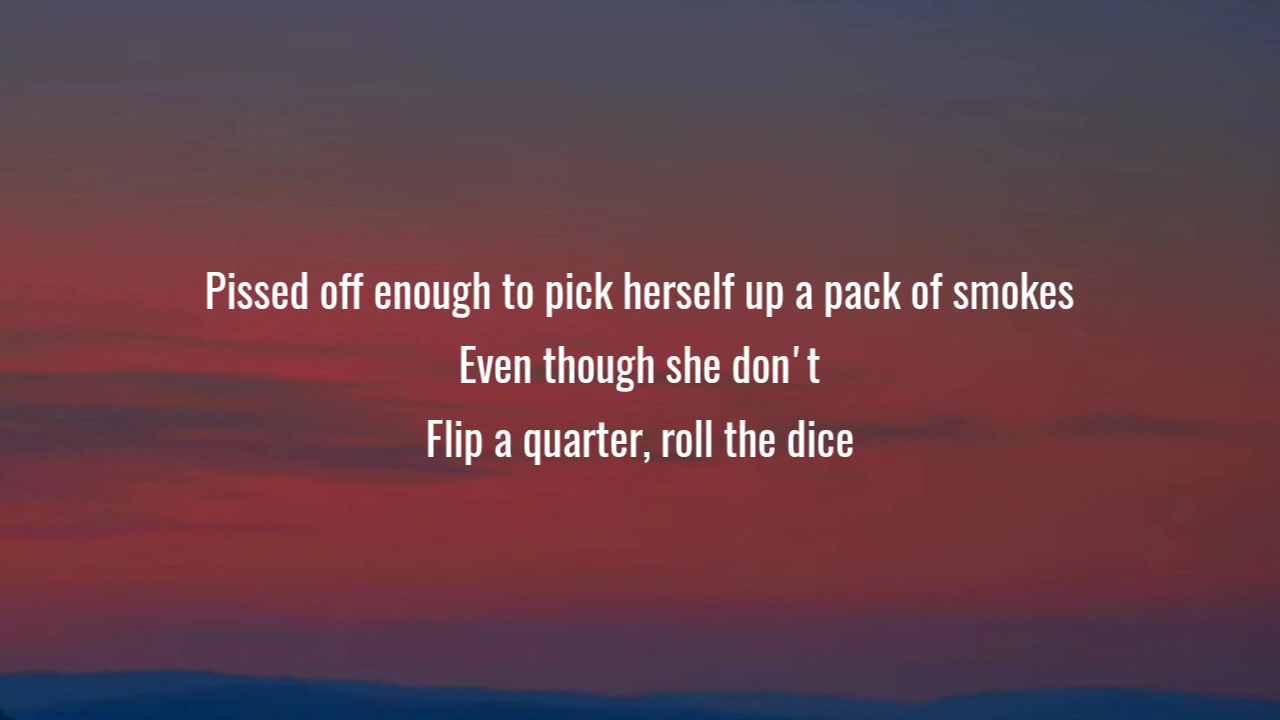 Pissed off enough to pick herself up a pack of smokes
Even though she don't
Flip a quarter, roll the dice